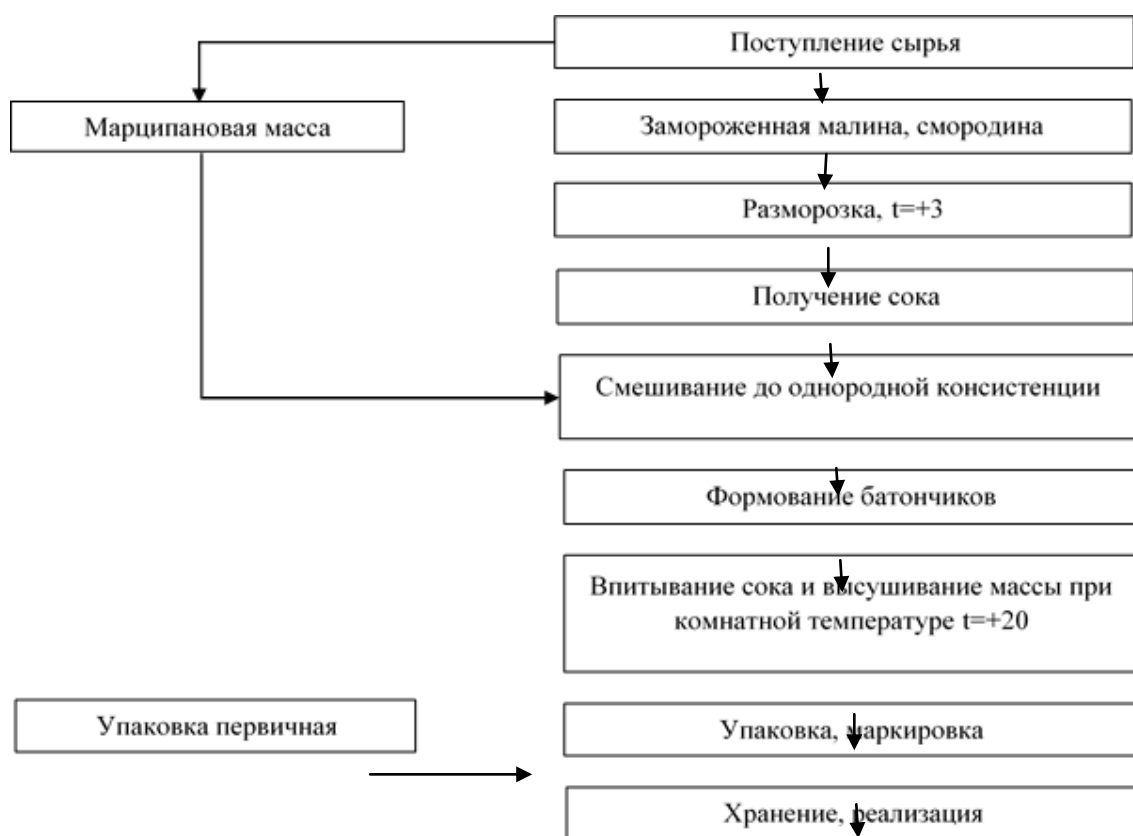 Поступление сырья
Марципановая масса
Замороженная малина, смородина
Разморозка, t=+3
Получение сока
Смешивание до однородной консистенции
Формование батончиков
Впитывание сока и высушивание массы при
комнатной температуре t=+20
Упаковка первичная
Упаковка, маркировка
Хранение, реализация